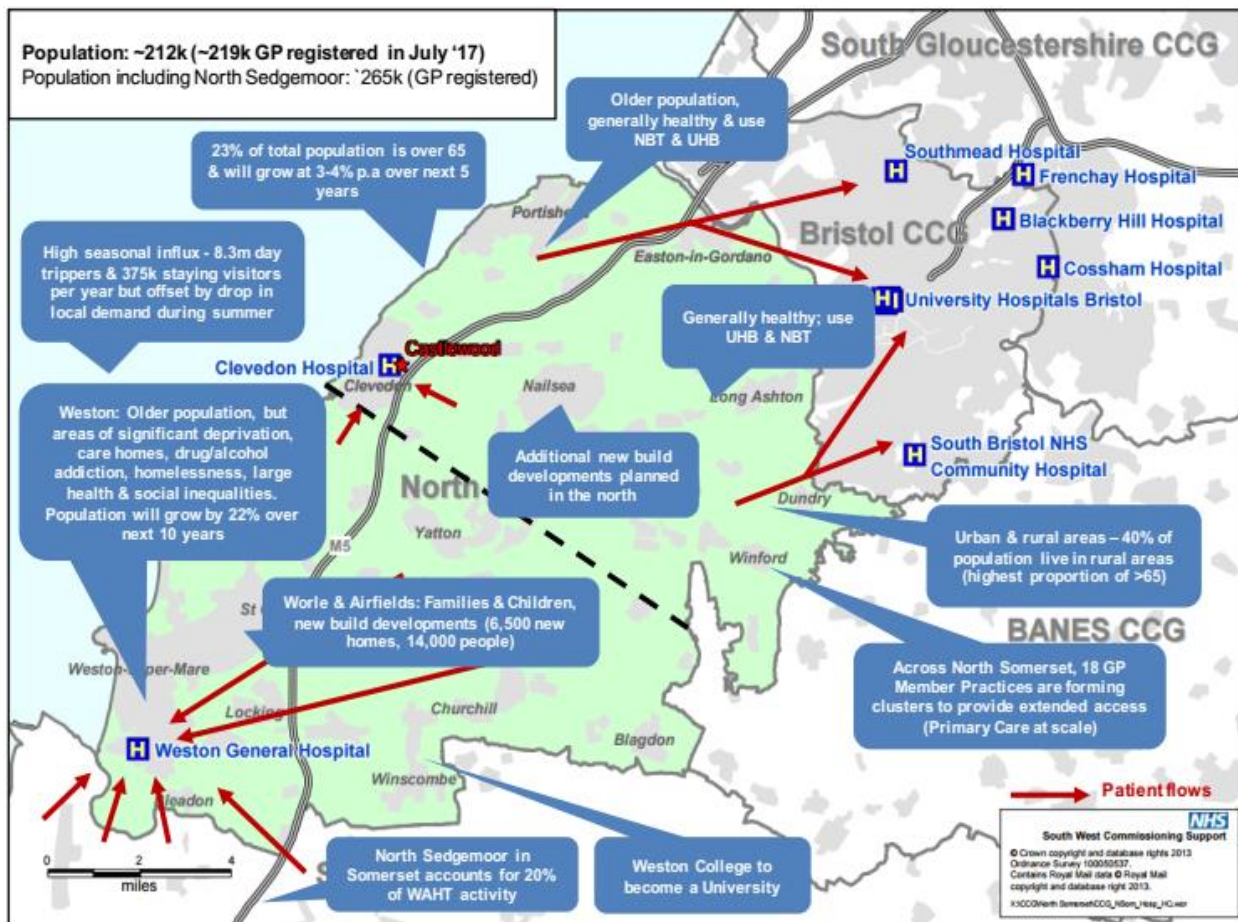 Population: ~212k (~219k GP registered in July ‘17)
Population including North Sedgemoor: `265k (GP registered)
South Gloucestershire CCG
Older population,
generally healthy & use
NBT & UHB
23% of total population is over 65
& will grow at 3-4% p.a over next 5
years
Southmead Hospital
Frenchay Hospital
Blackberry Hill Hospital
Bristol CCG
Cossham Hospital
University Hospitals Bristol
Easton-in-Gordano
High seasonal influx - 8.3m day
trippers & 375k staying visitors
per year but offset by drop in
local demand during summer
Generally healthy; use
UHB & NBT
Castlewood
Clevedon Hospital
Clevedon
Nailsea
Long Ashton
Weston: Older population, but
areas of significant deprivation,
care homes, drug/alcohol
addiction, homelessness, large
health & social inequalities.
Population will grow by 22% over
next 10 years
Additional new build
developments planned
in the north
South Bristol NHS
Community Hospital
North
Dundry
Yatton
M5
Winford
Urban & rural areas – 40% of
population live in rural areas
(highest proportion of >65)
St
Worle & Airfields: Families & Children,
new build developments (6,500 new
homes, 14,000 people)
BANES CCG
Across North Somerset, 18 GP
Member Practices are forming
clusters to provide extended access
(Primary Care at scale)
Locking
Churchill
Blagdon
Weston General Hospital
Winscombe
Patient flows
0 2 4
miles
North Sedgemoor in
Somerset accounts for 20%
of WAHT activity
Weston College to
become a University
NHS
South West Commissioning Support
© Crown copyright and database rights 2013
Ordnance Survey 100050537.
Contains Royal Mail data © Royal Mail
copyright and database right 2013.